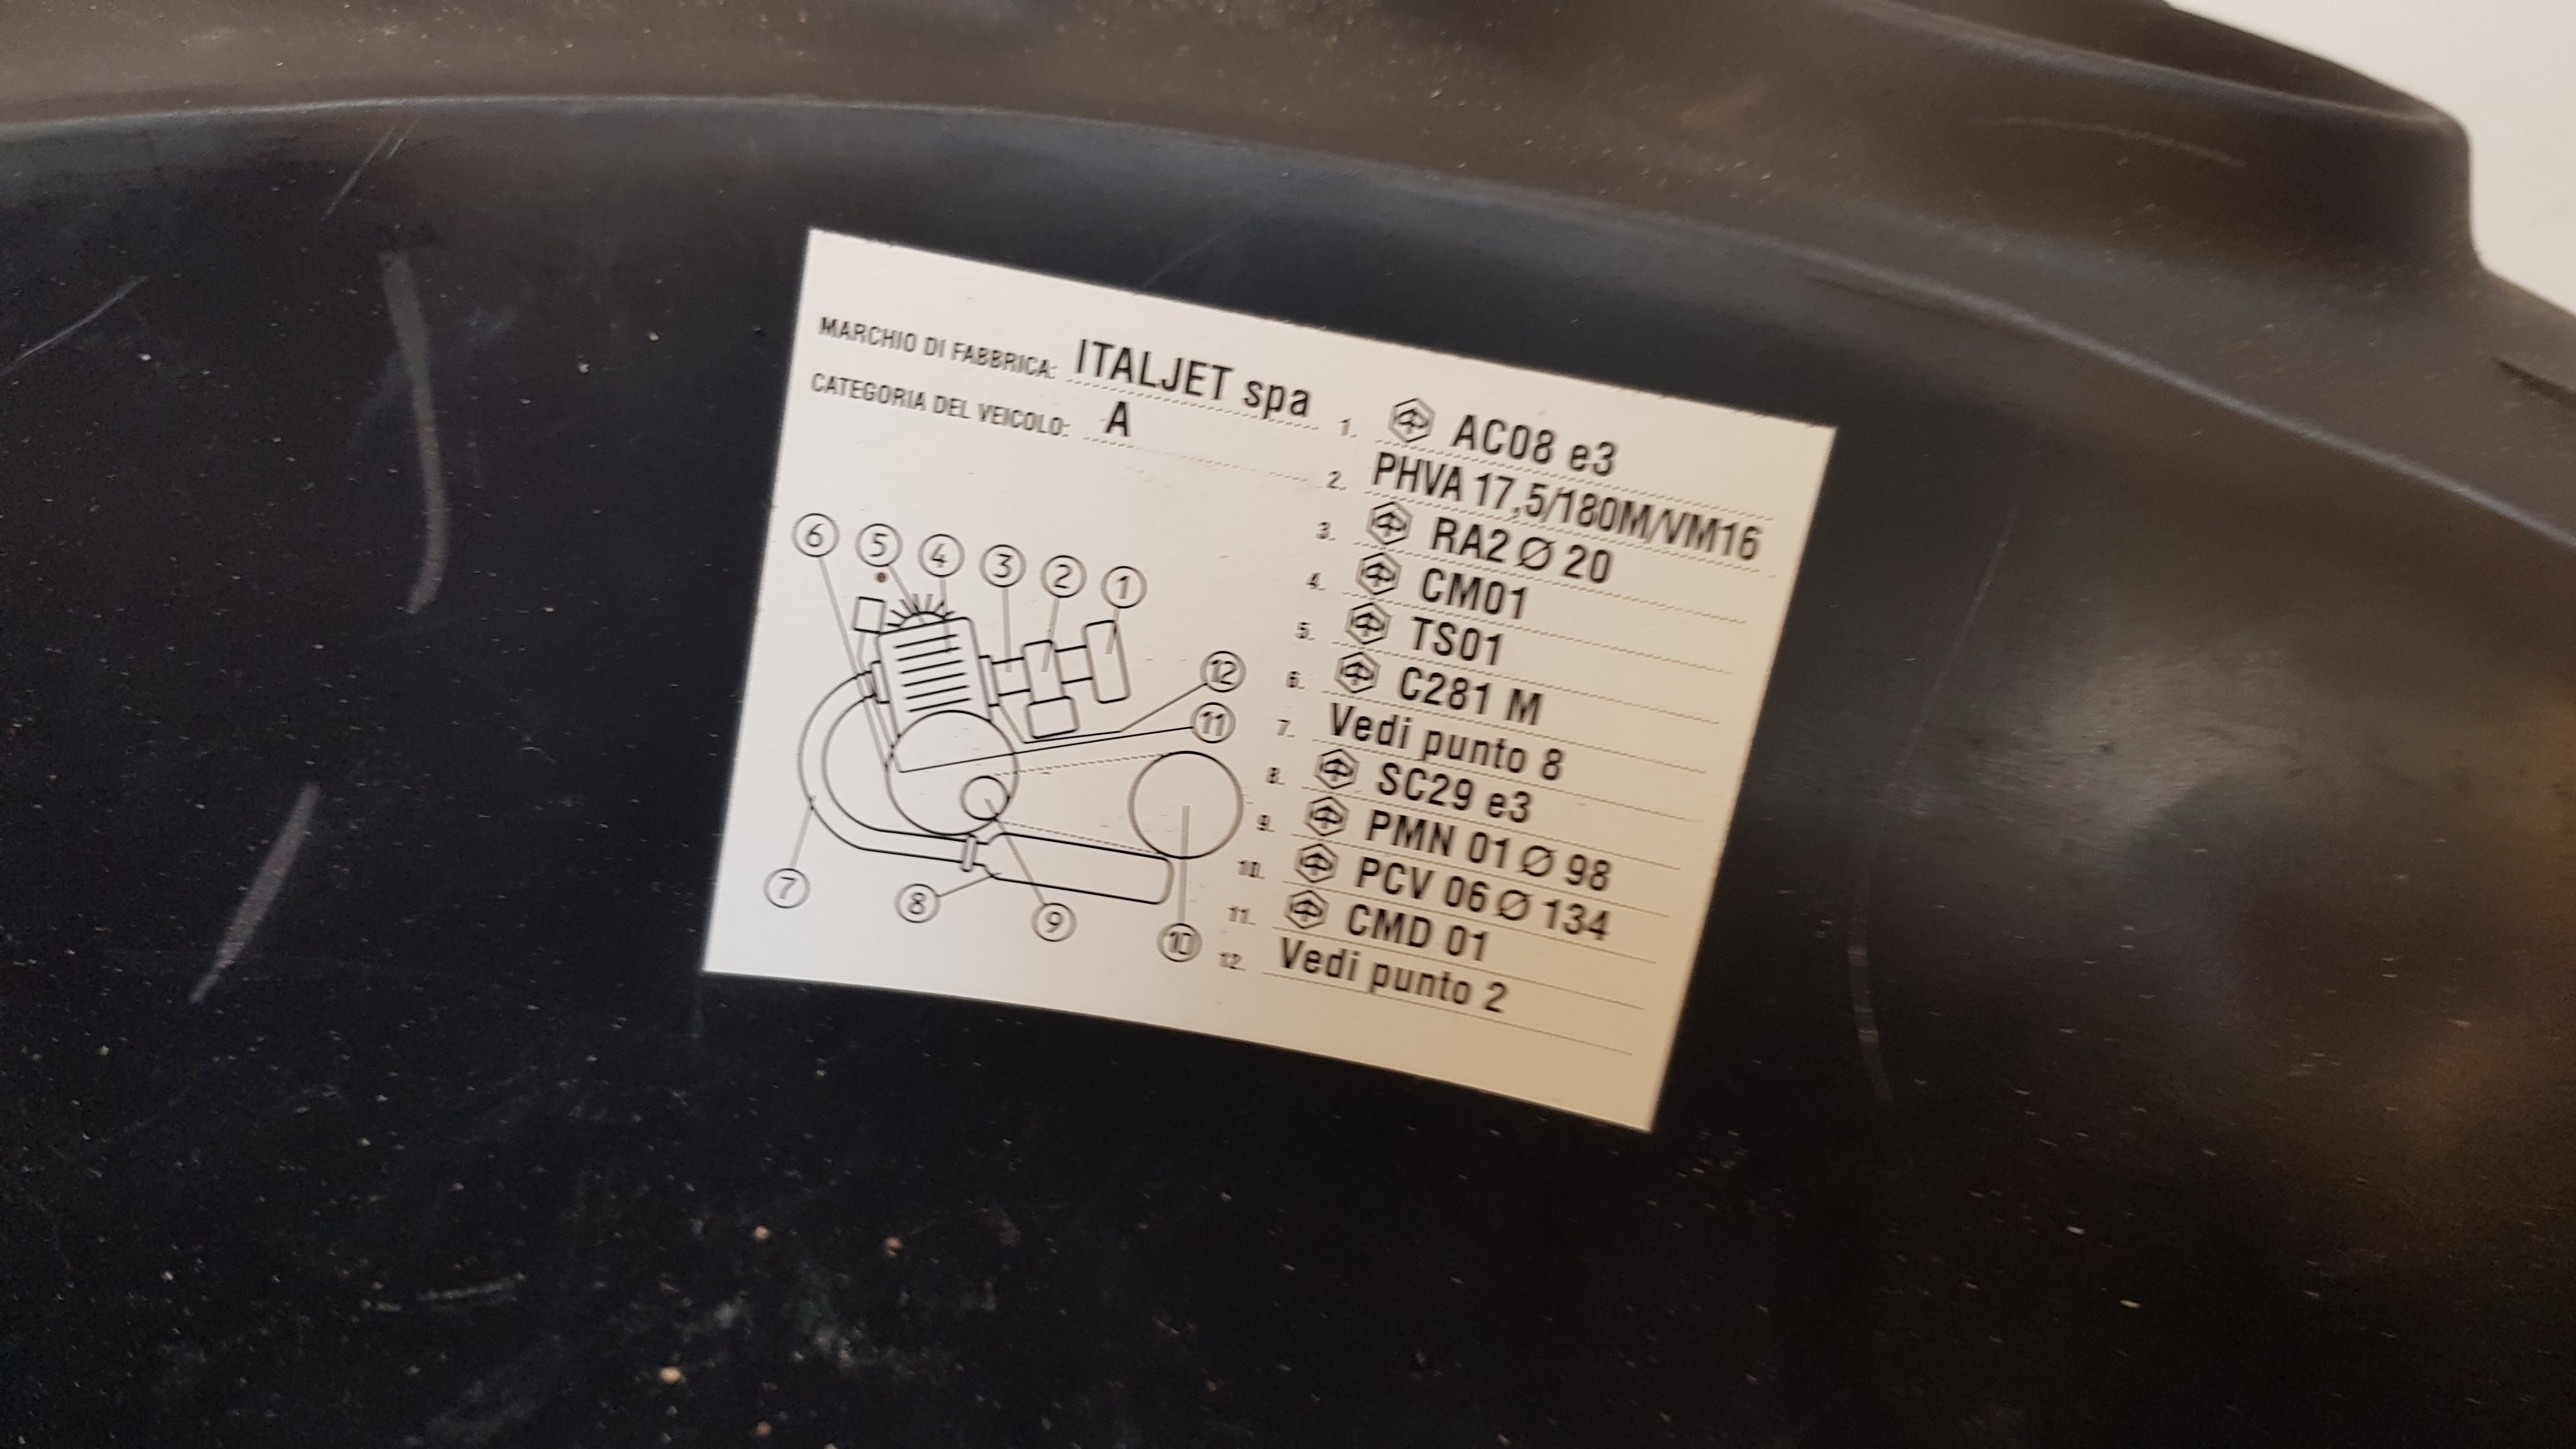 MARCHIO DI FABBRICA: ITALJET spa
CATEGORIA DEL VEICOLO: A
1. AC08 e3
2. PHVA 17,5/180M/VM16
3. RA2 Ø 20
4. CM01
5. TS01
6. C281 M
7. Vedi punto 8
8. SC29 e3
9. PMN 01 Ø 98
10. PCV 06 Ø 134
11. CMD 01
12. Vedi punto 2
6 5 4 3 2 1
12
11
7 8 9 10